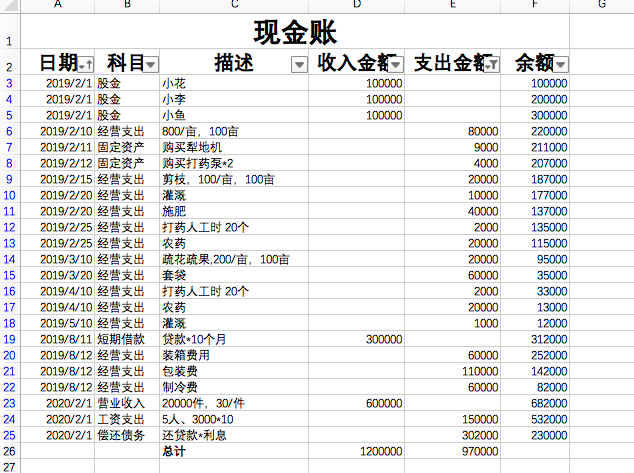 A B C D E F G
1 现金账
2 日期 科目 描述 收入金额 支出金额 余额
3 2019/2/1 股金 小花 100000 100000
4 2019/2/1 股金 小李 100000 200000
5 2019/2/1 股金 小鱼 100000 300000
6 2019/2/10 经营支出 800/亩，100亩 80000 220000
7 2019/2/11 固定资产 购买犁地机 9000 211000
8 2019/2/12 固定资产 购买打药泵*2 4000 207000
9 2019/2/15 经营支出 剪枝，100/亩，100亩 20000 187000
10 2019/2/20 经营支出 灌溉 10000 177000
11 2019/2/20 经营支出 施肥 40000 137000
12 2019/2/25 经营支出 打药人工时 20个 2000 135000
13 2019/2/25 经营支出 农药 20000 115000
14 2019/3/10 经营支出 疏花疏果,200/亩，100亩 20000 95000
15 2019/3/20 经营支出 套袋 60000 35000
16 2019/4/10 经营支出 打药人工时 20个 2000 33000
17 2019/4/10 经营支出 农药 20000 13000
18 2019/5/10 经营支出 灌溉 1000 12000
19 2019/8/11 短期借款 贷款*10个月 300000 312000
20 2019/8/12 经营支出 装箱费用 60000 252000
21 2019/8/12 经营支出 包装费 110000 142000
22 2019/8/12 经营支出 制冷费 60000 82000
23 2020/2/1 营业收入 20000件，30/件 600000 682000
24 2020/2/1 工资支出 5人、3000*10 150000 532000
25 2020/2/1 偿还债务 还贷款*利息 302000 230000
26 总计 1200000 970000
27